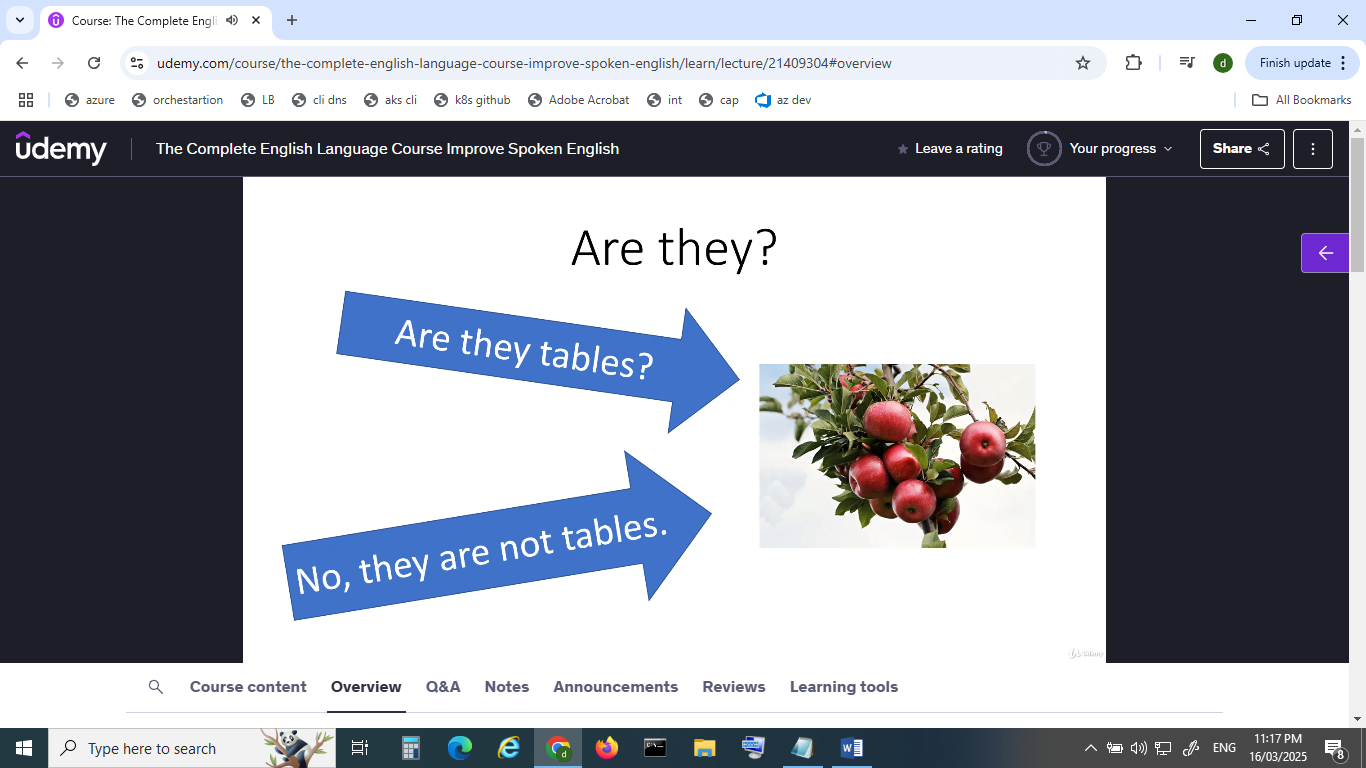 Course: The Complete Engli
udemy.com/course/the-complete-english-language-course-improve-spoken-english/learn/lecture/21409304#overview
d
Finish update
azure
orchestartion
LB
cli dns
aks cli
k8s github
Adobe Acrobat
int
cap
az dev
All Bookmarks
udemy
The Complete English Language Course Improve Spoken English
Leave a rating
Your progress
Share
Are they?
Are they tables?
No, they are not tables.
Udemy
Course content
Overview
Q&A
Notes
Announcements
Reviews
Learning tools
Type here to search
ENG
11:17 PM
16/03/2025
8